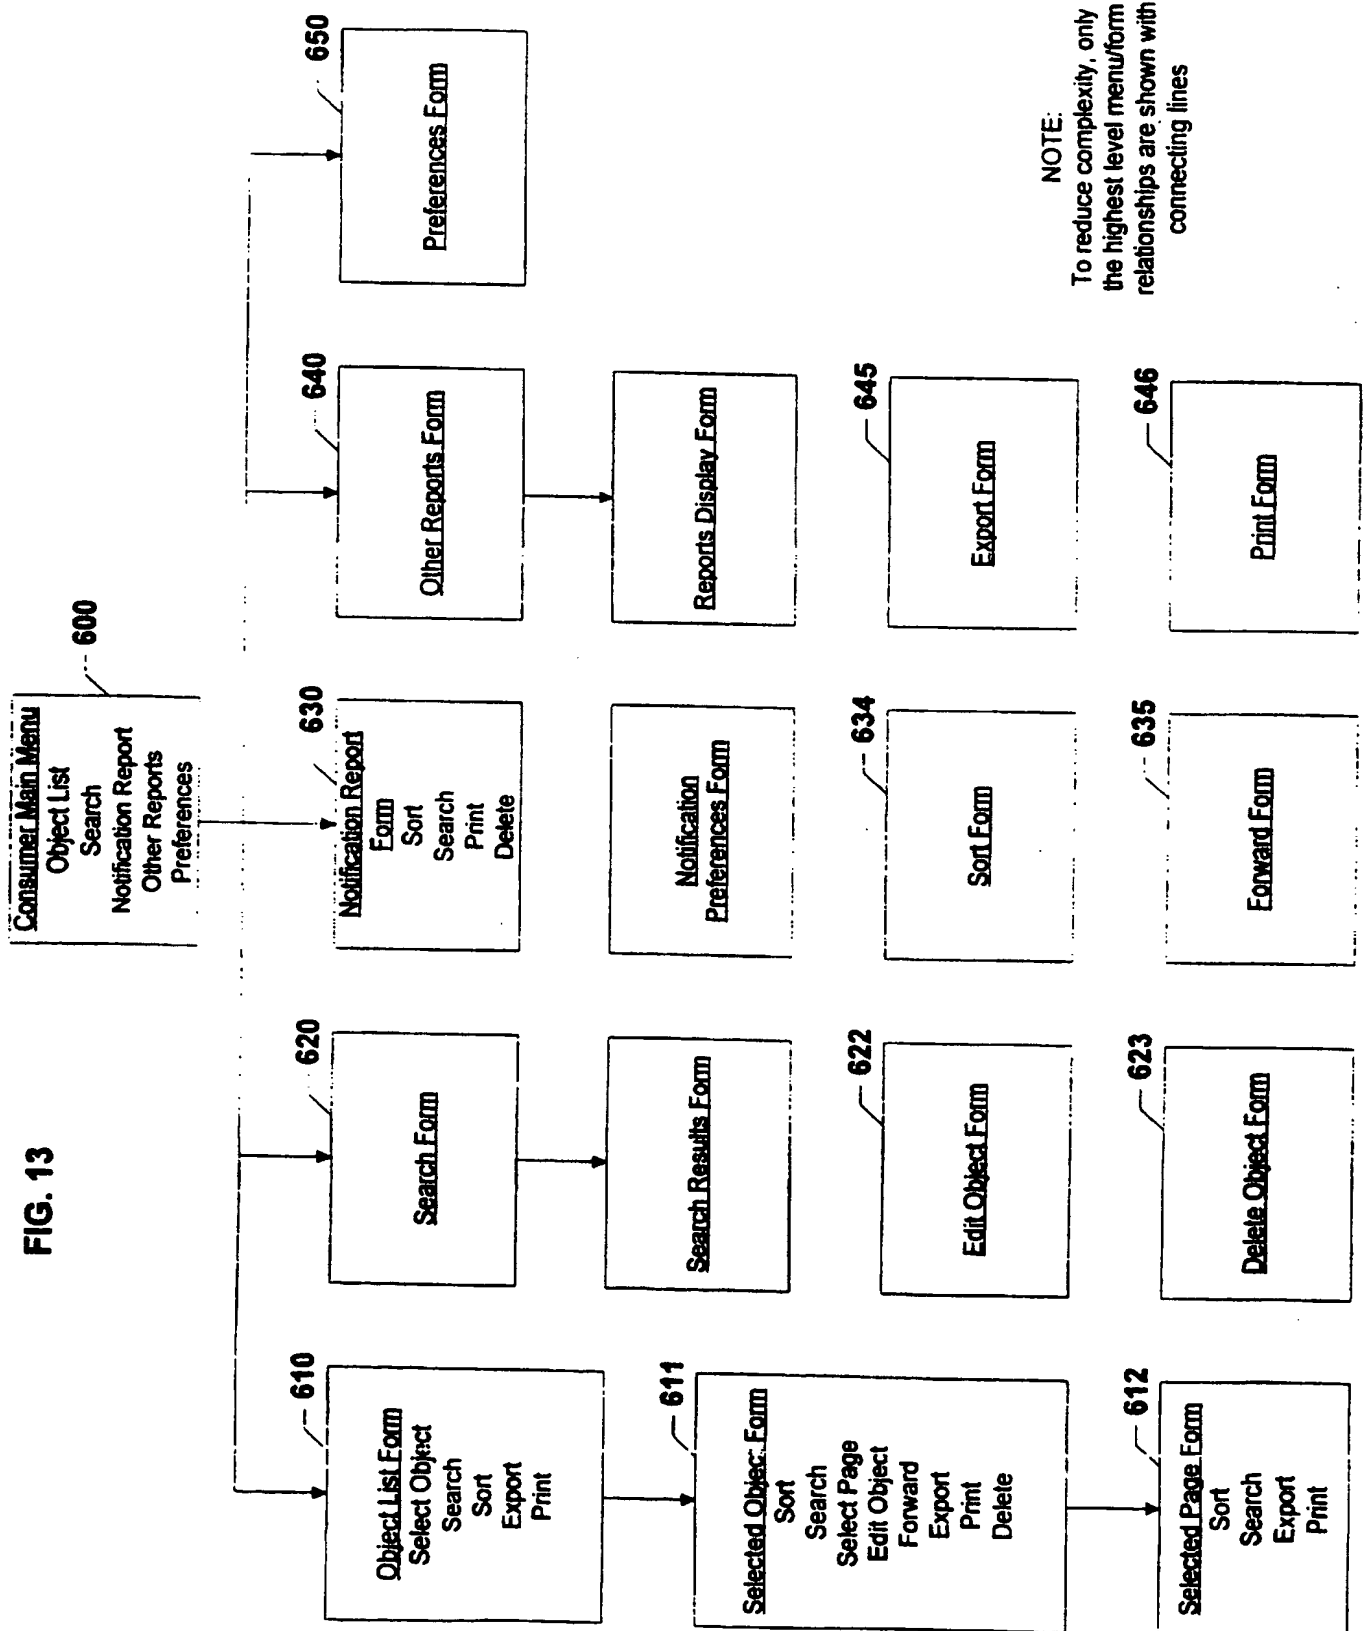 FIG. 13
Consumer Main Menu
Object List
Search
Notification Report
Other Reports
Preferences
600
610
Object List Form
Select Object
Search
Sort
Export
Print
620
Search Form
630
Notification Report
Form
Sort
Search
Print
Delete
640
Other Reports Form
650
Preferences Form
611
Selected Object Form
Sort
Search
Select Page
Edit Object
Forward
Export
Print
Delete
Search Results Form
Notification
Preferences Form
Reports Display Form
622
Edit Object Form
634
Sort Form
645
Export Form
612
Selected Page Form
Sort
Search
Export
Print
623
Delete Object Form
635
Forward Form
646
Print Form
NOTE:
To reduce complexity, only
the highest level menu/form
relationships are shown with
connecting lines